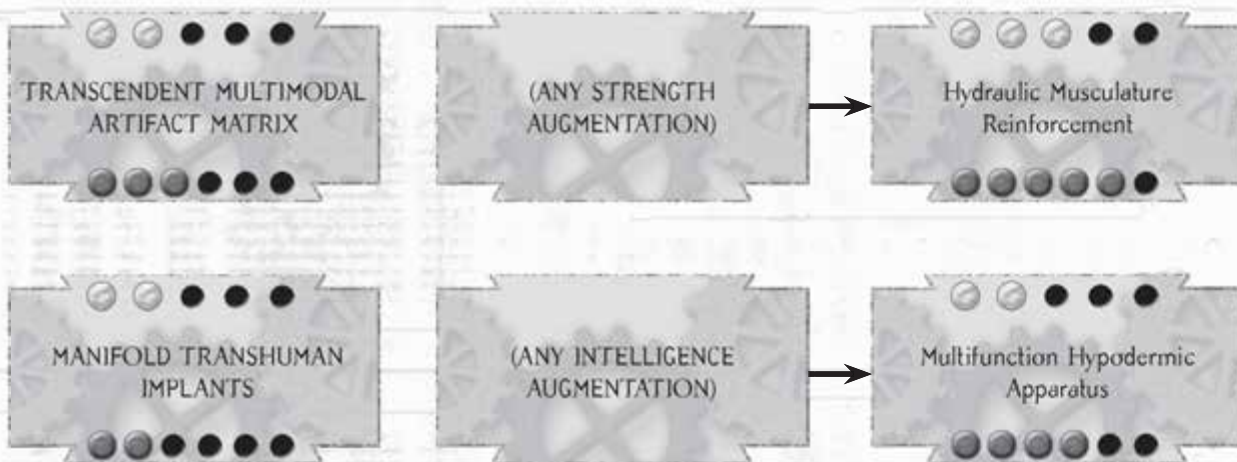 TRANSCENDENT MULTIMODAL
ARTIFACT MATRIX
(ANY STRENGTH
AUGMENTATION)
Hydraulic Musculature
Reinforcement
MANIFOLD TRANSHUMAN
IMPLANTS
(ANY INTELLIGENCE
AUGMENTATION)
Multifunction Hypodermic
Apparatus